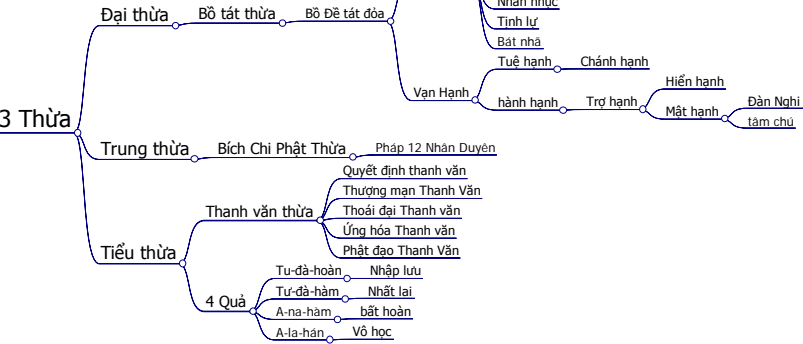 Nhẫn nhục
Đại thừa
Bồ tát thừa
Bồ Đề tát đỏa
Tịnh lự
Bát nhã
Tuệ hạnh
Chánh hạnh
Vạn Hạnh
Hiển hạnh
hành hạnh
Trợ hạnh
Mật hạnh
Đàn Nghi
tâm chú
3 Thừa
Trung thừa
Bích Chi Phật Thừa
Pháp 12 Nhân Duyên
Quyết định thanh văn
Thượng mạn Thanh Văn
Thanh văn thừa
Thoái đại Thanh văn
Ứng hóa Thanh văn
Phật đạo Thanh Văn
Tiểu thừa
Tu-đà-hoàn
Nhập lưu
4 Quả
Tư-đà-hàm
Nhất lai
A-na-hàm
bất hoàn
A-la-hán
Vô học